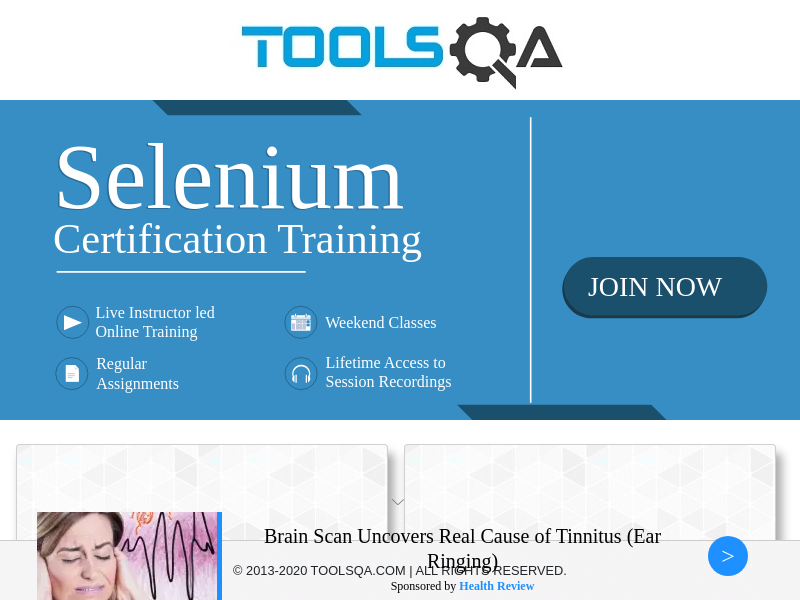 TOOLSQA
Selenium
Certification Training
JOIN NOW
Live Instructor led
Online Training
Weekend Classes
Regular
Assignments
Lifetime Access to
Session Recordings
Brain Scan Uncovers Real Cause of Tinnitus (Ear
Ringing)
© 2013-2020 TOOLSQA.COM | ALL RIGHTS RESERVED.
Sponsored by Health Review
>